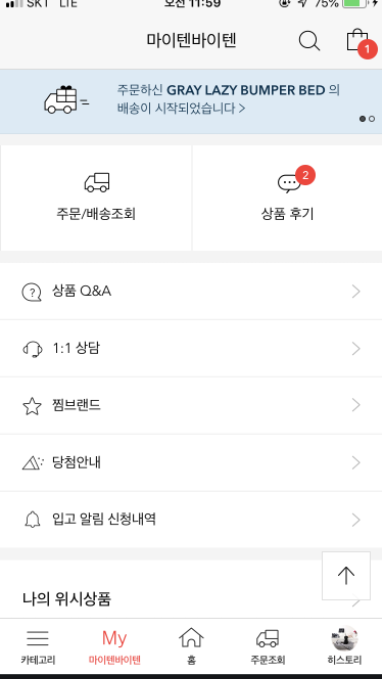 SKT LTE 오전 11:59 75%
마이텐바이텐
1
주문하신 GRAY LAZY BUMPER BED 의
배송이 시작되었습니다 >
주문/배송조회
2
상품 후기
상품 Q&A
1:1 상담
찜브랜드
당첨안내
입고 알림 신청내역
나의 위시상품
카테고리
My
마이텐바이텐
홈
주문조회
히스토리